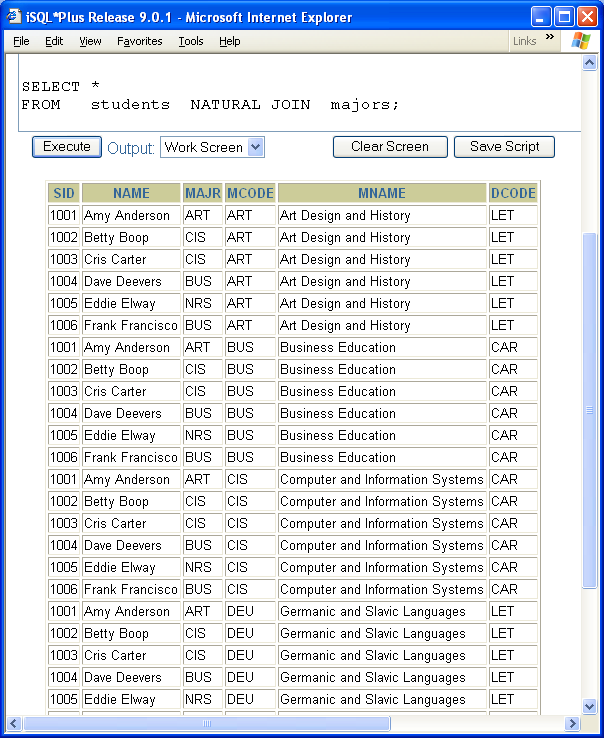 iSQL*Plus Release 9.0.1 - Microsoft Internet Explorer
File Edit View Favorites Tools Help Links »
SELECT *
FROM students NATURAL JOIN majors;
Execute Output: Work Screen Clear Screen Save Script
SID NAME MAJR MCODE MNAME DCODE
1001 Amy Anderson ART ART Art Design and History LET
1002 Betty Boop CIS ART Art Design and History LET
1003 Cris Carter CIS ART Art Design and History LET
1004 Dave Deevers BUS ART Art Design and History LET
1005 Eddie Elway NRS ART Art Design and History LET
1006 Frank Francisco BUS ART Art Design and History LET
1001 Amy Anderson ART BUS Business Education CAR
1002 Betty Boop CIS BUS Business Education CAR
1003 Cris Carter CIS BUS Business Education CAR
1004 Dave Deevers BUS BUS Business Education CAR
1005 Eddie Elway NRS BUS Business Education CAR
1006 Frank Francisco BUS BUS Business Education CAR
1001 Amy Anderson ART CIS Computer and Information Systems CAR
1002 Betty Boop CIS CIS Computer and Information Systems CAR
1003 Cris Carter CIS CIS Computer and Information Systems CAR
1004 Dave Deevers BUS CIS Computer and Information Systems CAR
1005 Eddie Elway NRS CIS Computer and Information Systems CAR
1006 Frank Francisco BUS CIS Computer and Information Systems CAR
1001 Amy Anderson ART DEU Germanic and Slavic Languages LET
1002 Betty Boop CIS DEU Germanic and Slavic Languages LET
1003 Cris Carter CIS DEU Germanic and Slavic Languages LET
1004 Dave Deevers BUS DEU Germanic and Slavic Languages LET
1005 Eddie Elway NRS DEU Germanic and Slavic Languages LET